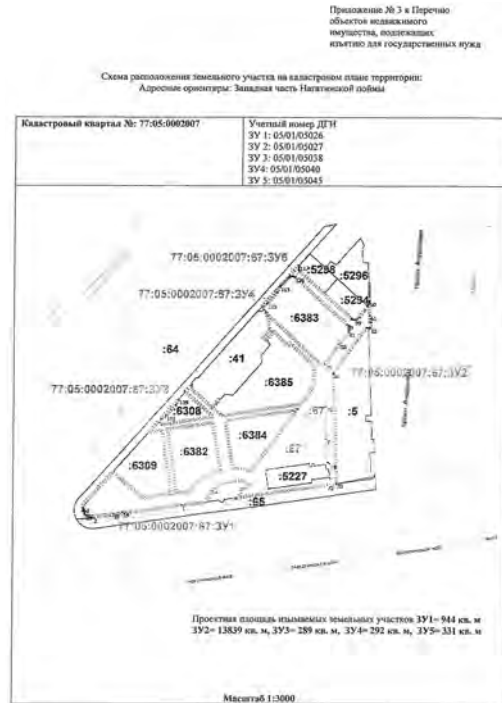 Приложение № 3 к Перечню
объектов недвижимого
имущества, подлежащих
изъятию для государственных нужд
Схема расположения земельного участка на кадастровом плане территории:
Адресные ориентиры: Западная часть Нагатинской поймы
Кадастровый квартал №: 77:05:0002007
Учетный номер ДГИ
ЗУ 1: 05/01/05026
ЗУ 2: 05/01/05027
ЗУ 3: 05/01/05038
ЗУ4: 05/01/05040
ЗУ 5: 05/01/05045
77:05:0002007:67:ЗУ5
:5298
:5296
77:05:0002007:67:ЗУ4
:5294
:6383
:64
:41
77:05:0002007:67:ЗУ2
77:05:0002007:67:ЗУ3
:6385
:6308
:67
:5
:6384
:6382
:67
:6309
:5227
:65
77:05:0002007:67:ЗУ1
Проектная площадь изымаемых земельных участков ЗУ1= 944 кв. м
ЗУ2= 13839 кв. м, ЗУ3= 289 кв. м, ЗУ4= 292 кв. м, ЗУ5= 331 кв. м
Масштаб 1:3000